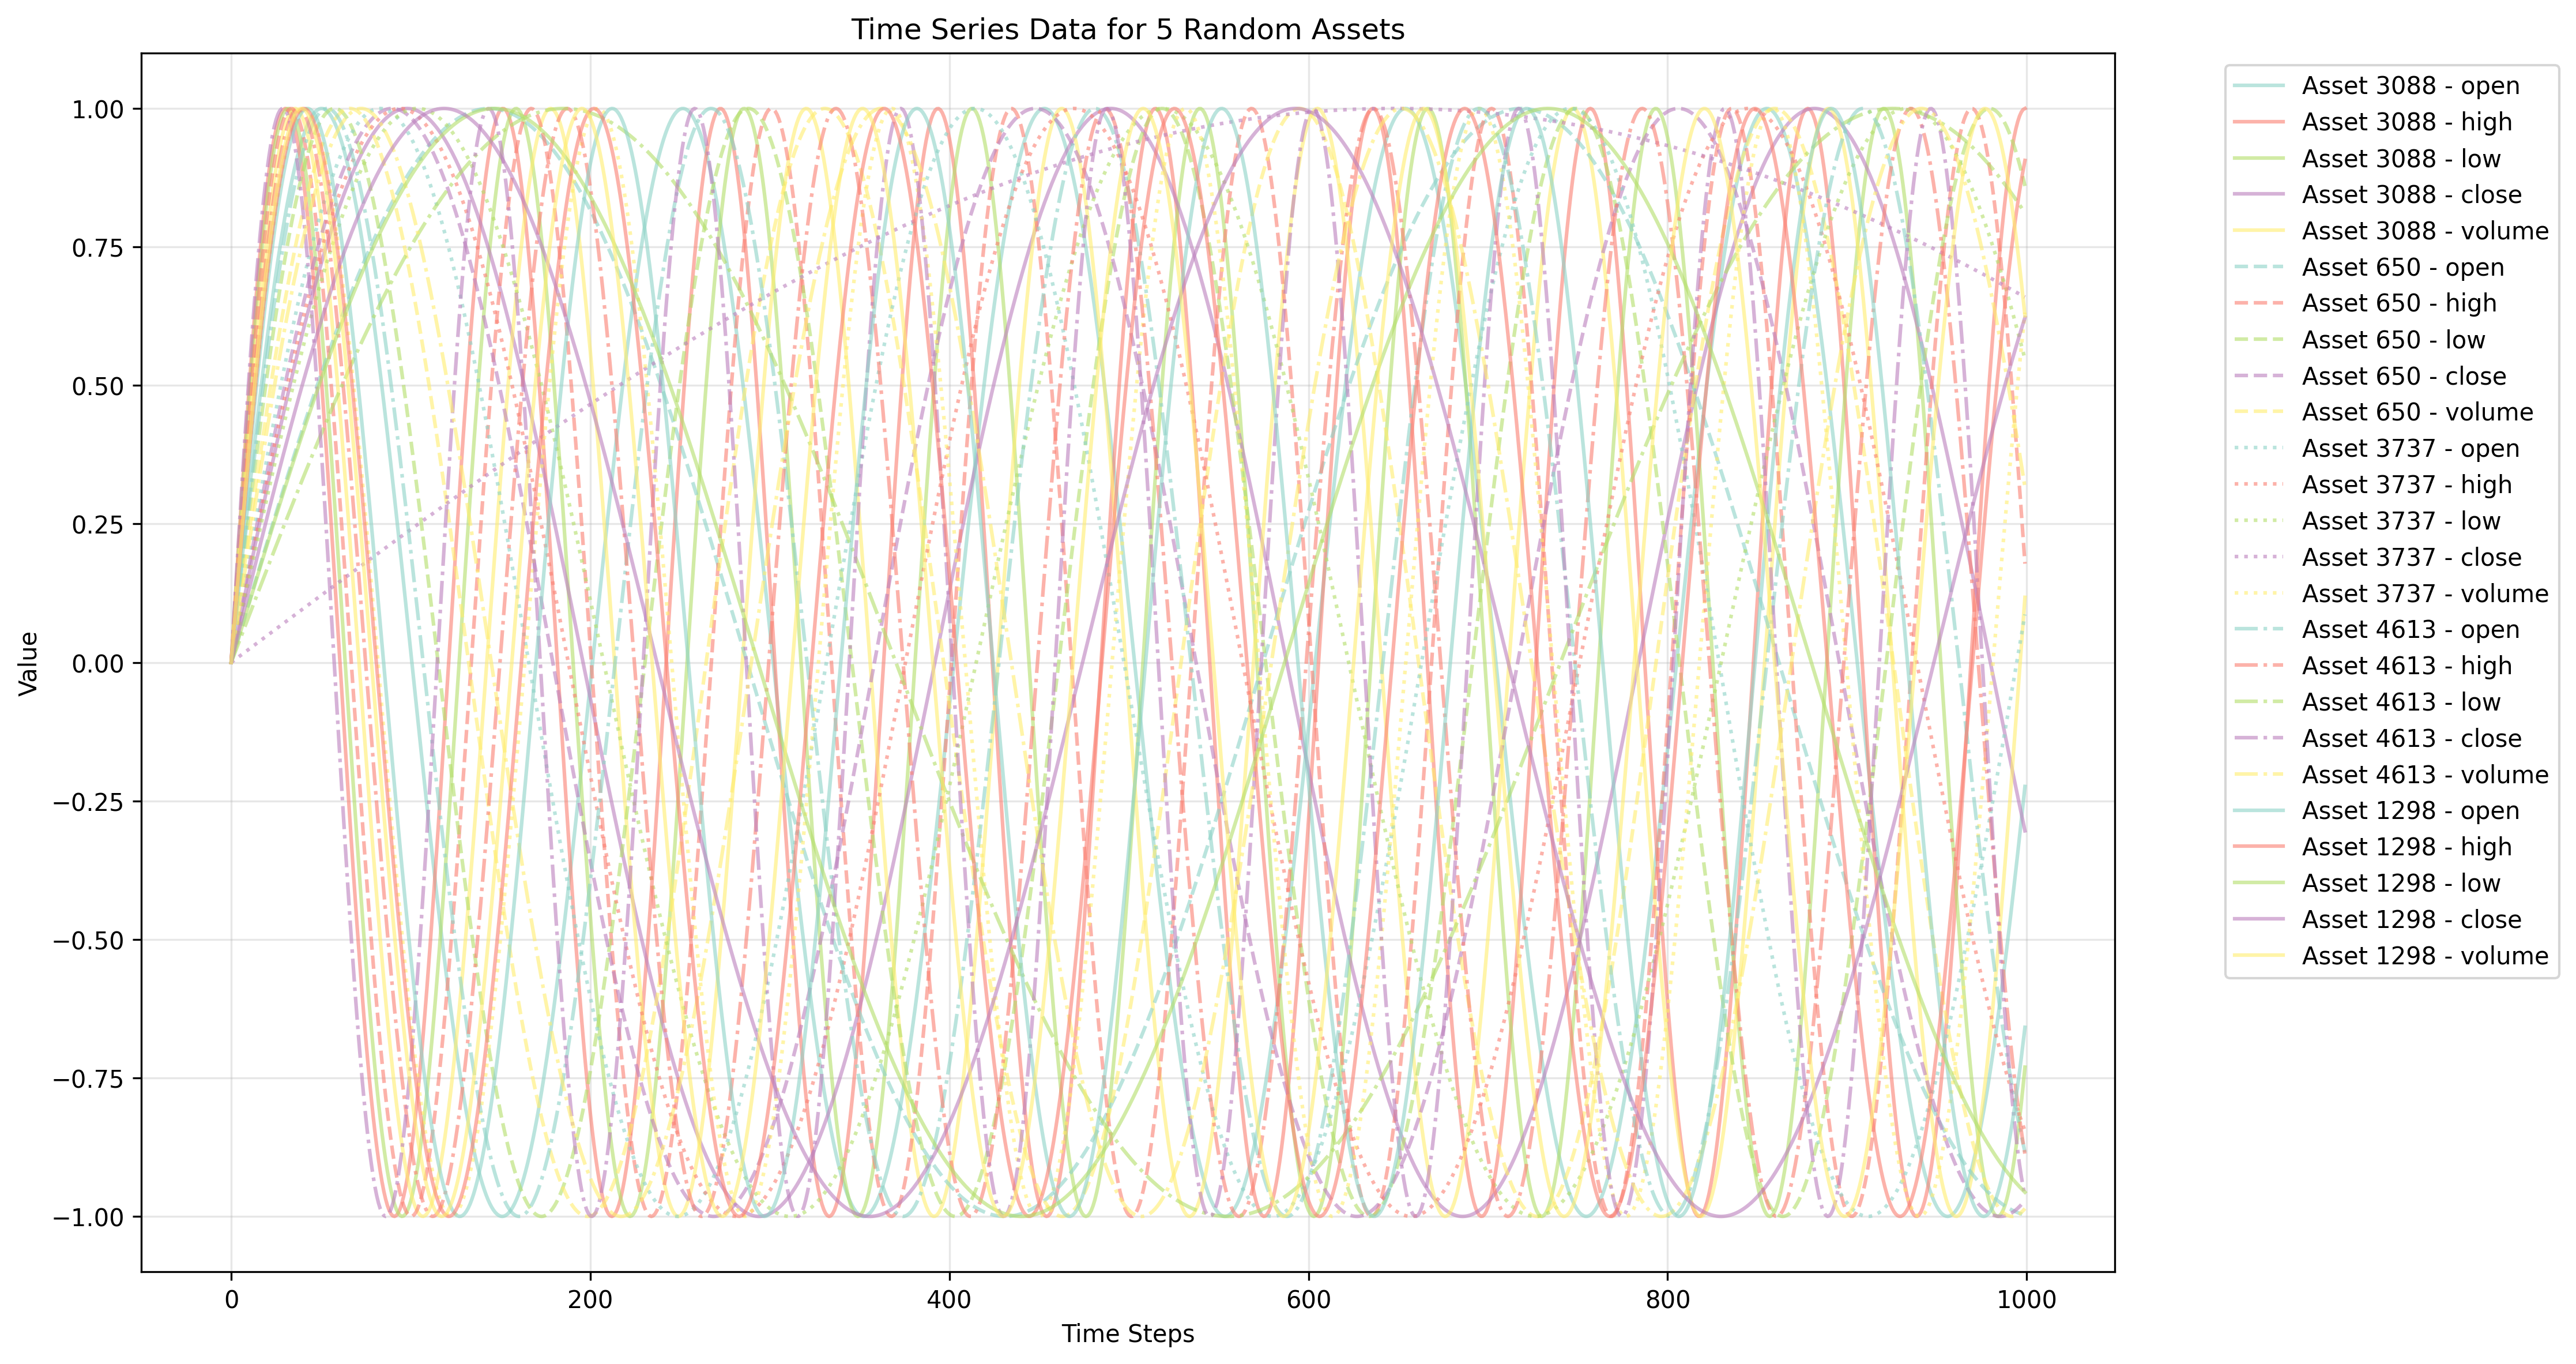 Time Series Data for 5 Random Assets
1.00
0.75
0.50
0.25
0.00
−0.25
−0.50
−0.75
−1.00
Value
0
200
400
600
800
1000
Time Steps
Asset 3088 - open
Asset 3088 - high
Asset 3088 - low
Asset 3088 - close
Asset 3088 - volume
Asset 650 - open
Asset 650 - high
Asset 650 - low
Asset 650 - close
Asset 650 - volume
Asset 3737 - open
Asset 3737 - high
Asset 3737 - low
Asset 3737 - close
Asset 3737 - volume
Asset 4613 - open
Asset 4613 - high
Asset 4613 - low
Asset 4613 - close
Asset 4613 - volume
Asset 1298 - open
Asset 1298 - high
Asset 1298 - low
Asset 1298 - close
Asset 1298 - volume